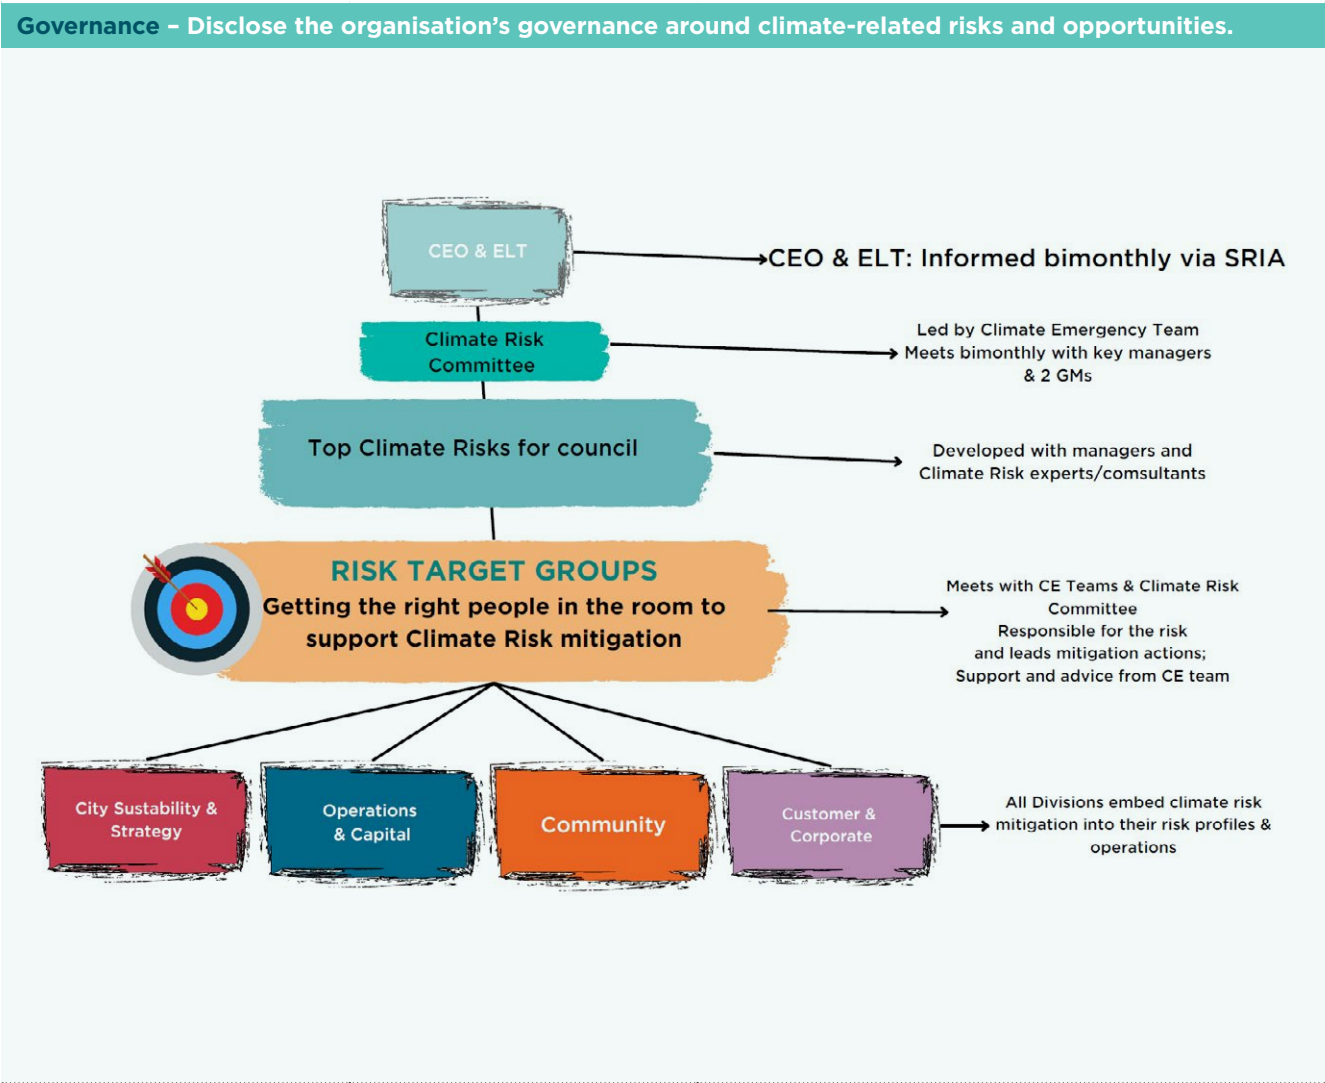 Governance – Disclose the organisation’s governance around climate-related risks and opportunities.
CEO & ELT
CEO & ELT: Informed bimonthly via SRIA
Climate Risk
Committee
Led by Climate Emergency Team
Meets bimonthly with key managers
& 2 GMs
Top Climate Risks for council
Developed with managers and
Climate Risk experts/comsultants
RISK TARGET GROUPS
Getting the right people in the room to
support Climate Risk mitigation
Meets with CE Teams & Climate Risk
Committee
Responsible for the risk
and leads mitigation actions;
Support and advice from CE team
City Sustability &
Strategy
Operations
& Capital
Community
Customer &
Corporate
All Divisions embed climate risk
mitigation into their risk profiles &
operations